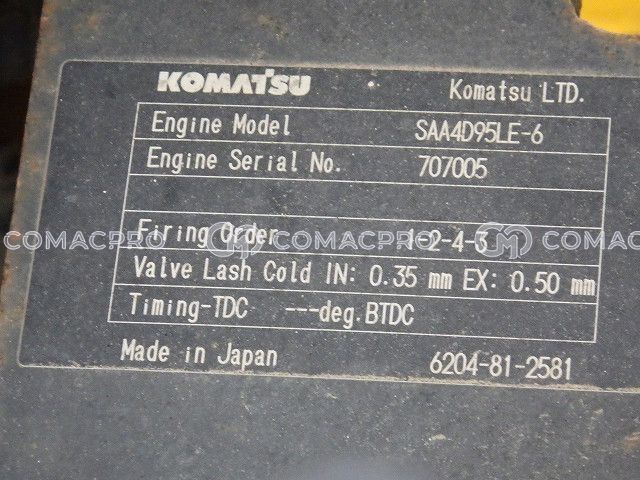 KOMATSU Komatsu LTD.
Engine Model SAA4D95LE-6
Engine Serial No. 707005
Firing Order 1-2-4-3
COMACPRO COMACPRO COMACPRO
Valve Lash Cold IN: 0.35 mm EX: 0.50 mm
Timing-TDC ---deg.BTDC
Made in Japan 6204-81-2581